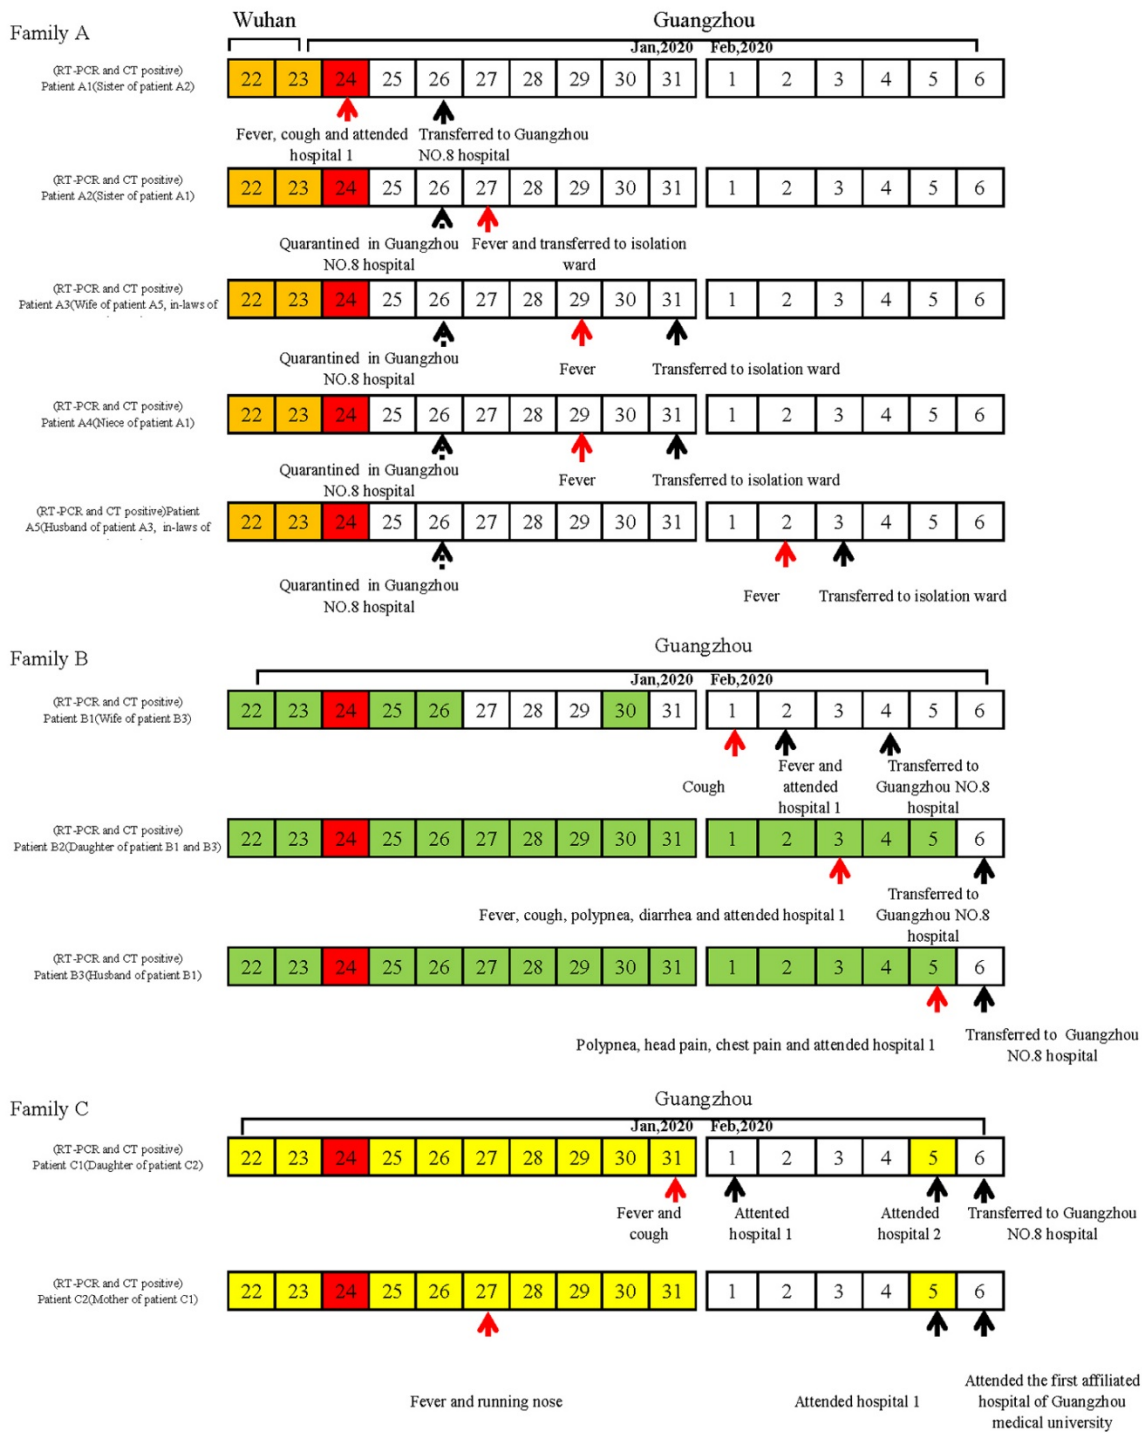 Family A
Wuhan
Guangzhou
Jan,2020 Feb,2020
(RT-PCR and CT positive)
Patient A1(Sister of patient A2)
22 23 24 25 26 27 28 29 30 31 1 2 3 4 5 6
Fever, cough and attended
hospital 1
Transferred to Guangzhou
NO.8 hospital
(RT-PCR and CT positive)
Patient A2(Sister of patient A1)
22 23 24 25 26 27 28 29 30 31 1 2 3 4 5 6
Quarantined in Guangzhou
NO.8 hospital
Fever and transferred to isolation
ward
(RT-PCR and CT positive)
Patient A3(Wife of patient A5, in-laws of
22 23 24 25 26 27 28 29 30 31 1 2 3 4 5 6
Quarantined in Guangzhou
NO.8 hospital
Fever
Transferred to isolation ward
(RT-PCR and CT positive)
Patient A4(Niece of patient A1)
22 23 24 25 26 27 28 29 30 31 1 2 3 4 5 6
Quarantined in Guangzhou
NO.8 hospital
Fever
Transferred to isolation ward
(RT-PCR and CT positive)Patient
A5(Husband of patient A3, in-laws of
22 23 24 25 26 27 28 29 30 31 1 2 3 4 5 6
Quarantined in Guangzhou
NO.8 hospital
Fever
Transferred to isolation ward
Family B
Guangzhou
Jan,2020 Feb,2020
(RT-PCR and CT positive)
Patient B1(Wife of patient B3)
22 23 24 25 26 27 28 29 30 31 1 2 3 4 5 6
Cough
Fever and
attended
hospital 1
Transferred to
Guangzhou NO.8
hospital
(RT-PCR and CT positive)
Patient B2(Daughter of patient B1 and B3)
22 23 24 25 26 27 28 29 30 31 1 2 3 4 5 6
Fever, cough, polypnea, diarrhea and attended hospital 1
Transferred to
Guangzhou NO.8
hospital
(RT-PCR and CT positive)
Patient B3(Husband of patient B1)
22 23 24 25 26 27 28 29 30 31 1 2 3 4 5 6
Polypnea, head pain, chest pain and attended hospital 1
Transferred to Guangzhou
NO.8 hospital
Family C
Guangzhou
Jan,2020 Feb,2020
(RT-PCR and CT positive)
Patient C1(Daughter of patient C2)
22 23 24 25 26 27 28 29 30 31 1 2 3 4 5 6
Fever and
cough
Attented
hospital 1
Attended
hospital 2
Transferred to Guangzhou
NO.8 hospital
(RT-PCR and CT positive)
Patient C2(Mother of patient C1)
22 23 24 25 26 27 28 29 30 31 1 2 3 4 5 6
Fever and running nose
Attended hospital 1
Attended the first affiliated
hospital of Guangzhou
medical university